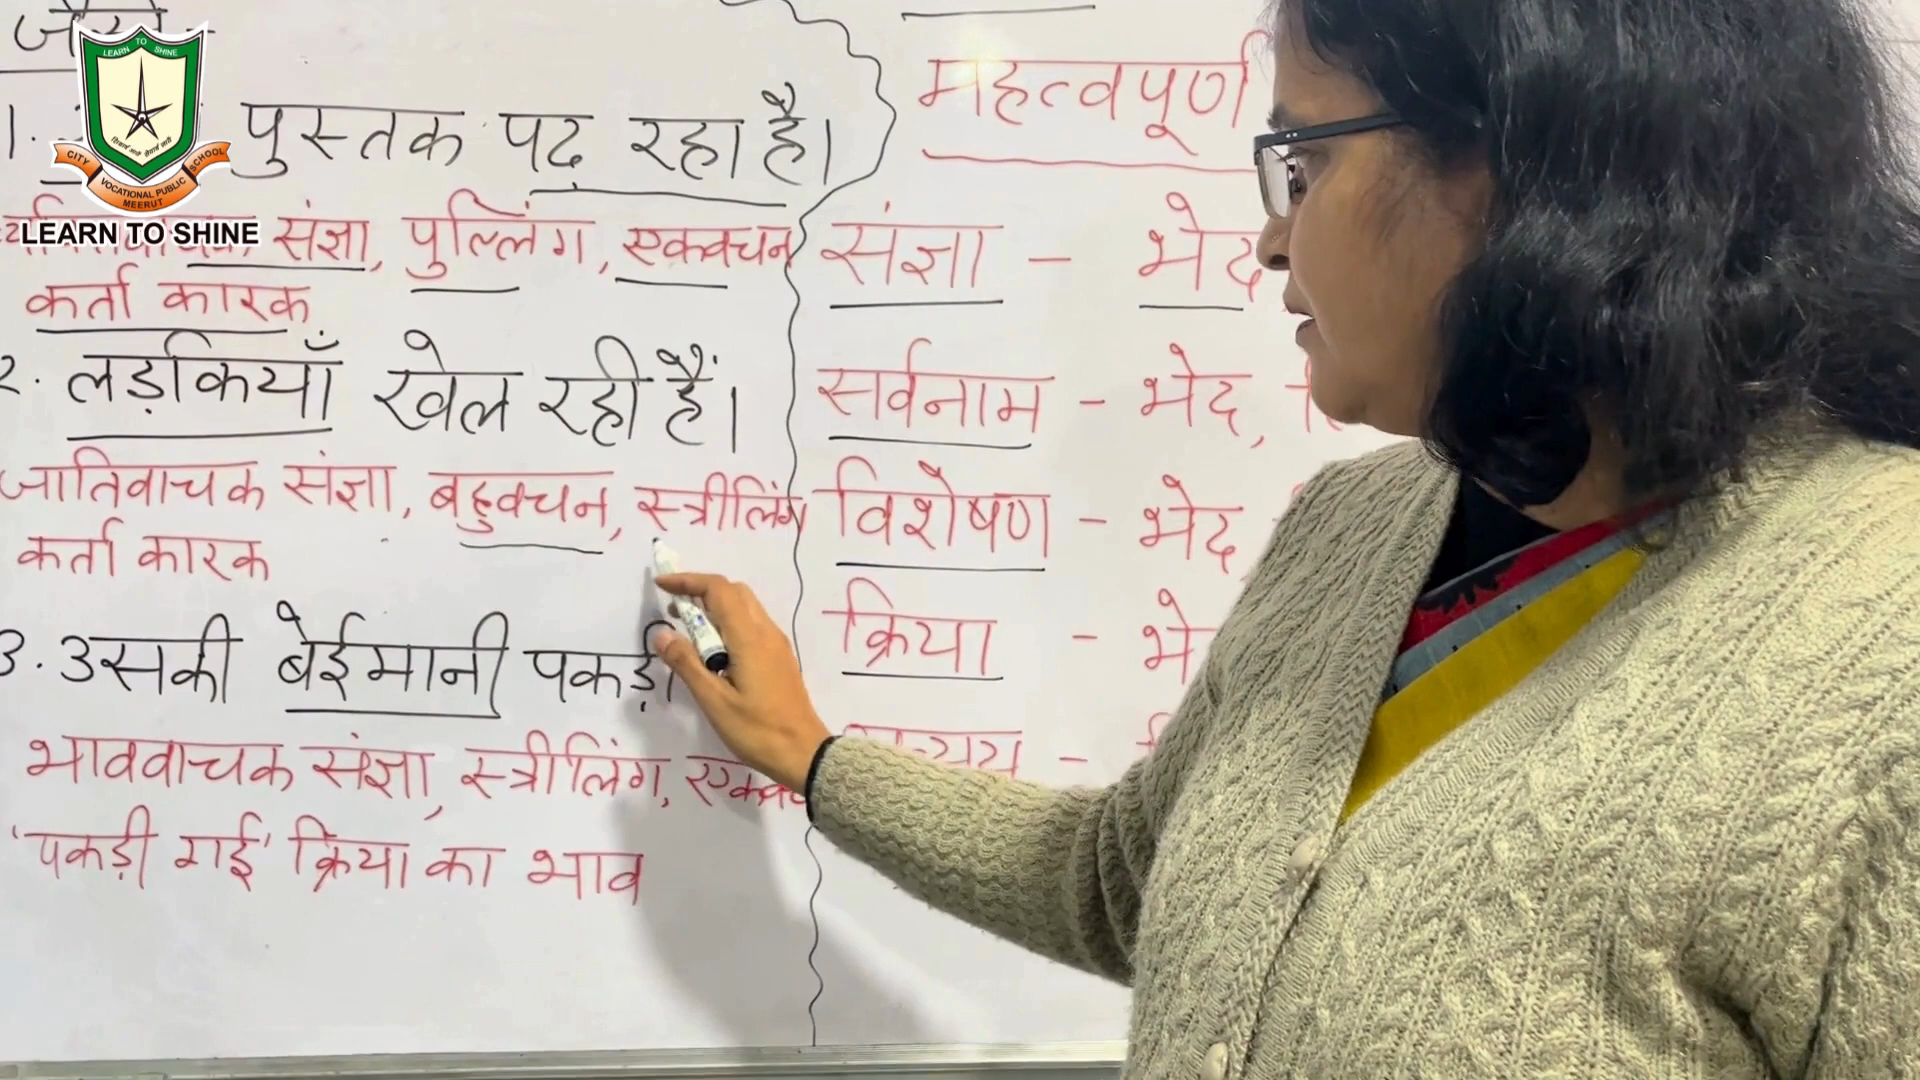 जैसे -
1. पुस्तक पढ़ रहा है।
संज्ञा, पुल्लिंग, एकवचन
कर्ता कारक
2. लड़कियाँ खेल रही हैं।
जातिवाचक संज्ञा, बहुवचन, स्त्रीलिंग
कर्ता कारक
3. उसकी बेईमानी पकड़ी
भाववाचक संज्ञा, स्त्रीलिंग,
'पकड़ी गई' क्रिया का भाव
महत्वपूर्ण
संज्ञा - भेद
सर्वनाम - भेद,
विशेषण - भेद,
क्रिया - भे
LEARN TO SHINE
CITY VOCATIONAL PUBLIC SCHOOL
MEERUT
LEARN TO SHINE